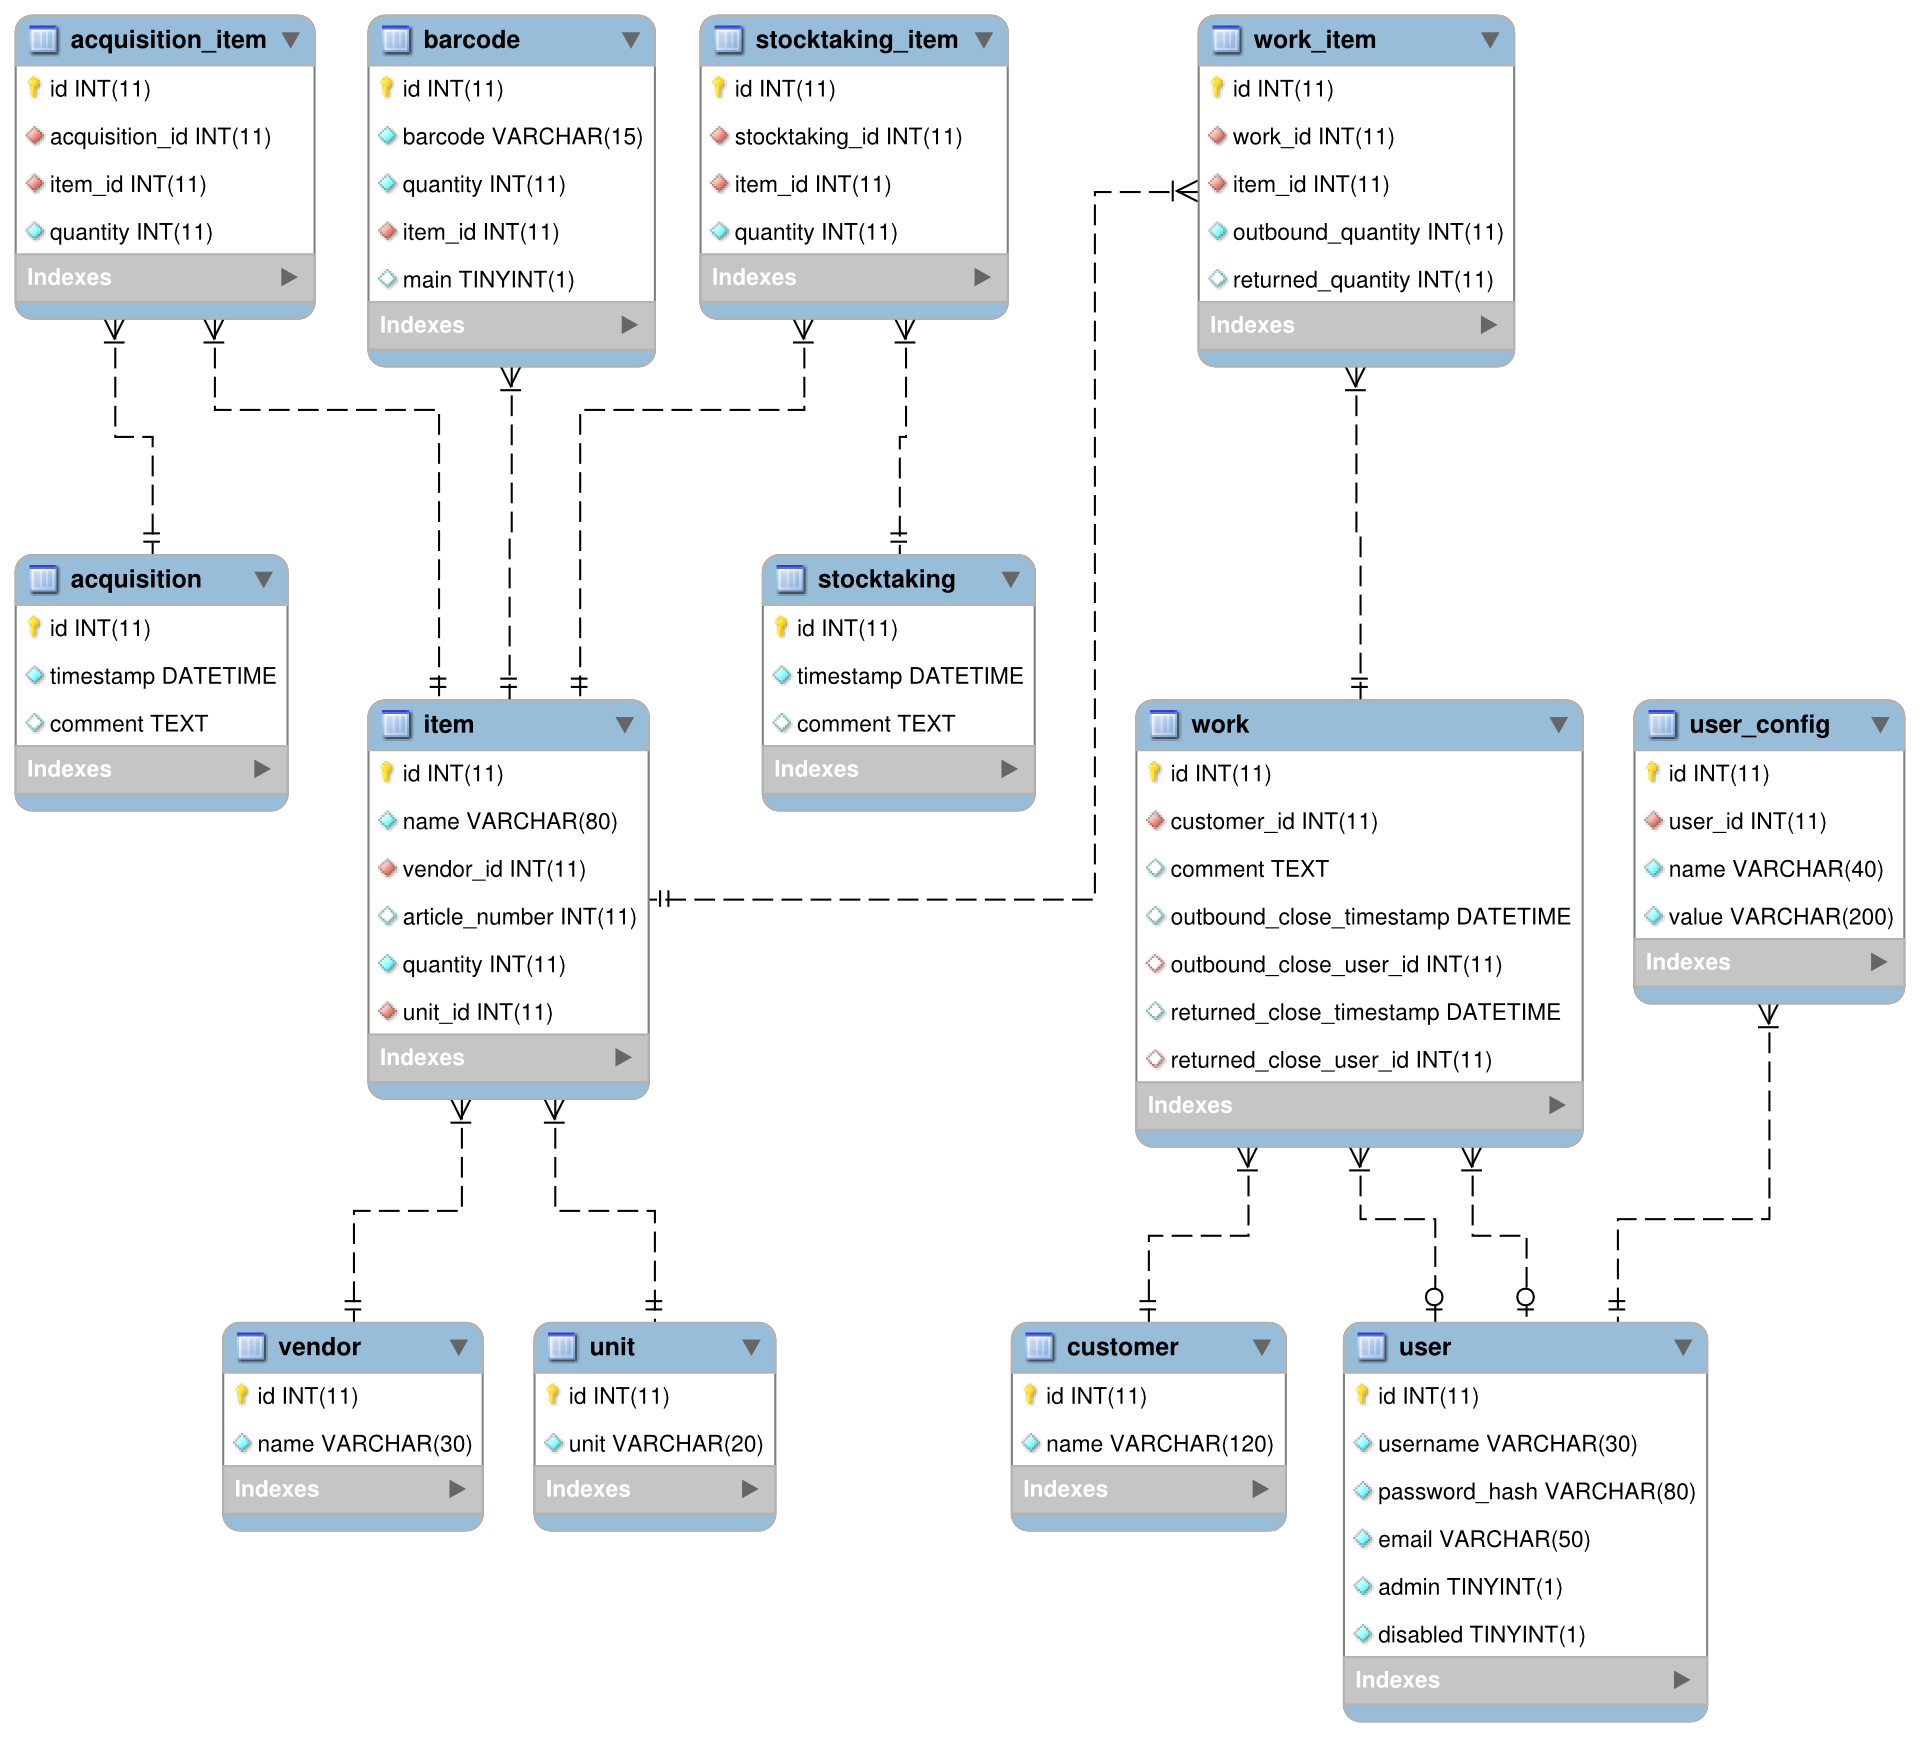 acquisition_item
id INT(11)
acquisition_id INT(11)
item_id INT(11)
quantity INT(11)
Indexes
barcode
id INT(11)
barcode VARCHAR(15)
quantity INT(11)
item_id INT(11)
main TINYINT(1)
Indexes
stocktaking_item
id INT(11)
stocktaking_id INT(11)
item_id INT(11)
quantity INT(11)
Indexes
work_item
id INT(11)
work_id INT(11)
item_id INT(11)
outbound_quantity INT(11)
returned_quantity INT(11)
Indexes
acquisition
id INT(11)
timestamp DATETIME
comment TEXT
Indexes
item
id INT(11)
name VARCHAR(80)
vendor_id INT(11)
article_number INT(11)
quantity INT(11)
unit_id INT(11)
Indexes
stocktaking
id INT(11)
timestamp DATETIME
comment TEXT
Indexes
work
id INT(11)
customer_id INT(11)
comment TEXT
outbound_close_timestamp DATETIME
outbound_close_user_id INT(11)
returned_close_timestamp DATETIME
returned_close_user_id INT(11)
Indexes
user_config
id INT(11)
user_id INT(11)
name VARCHAR(40)
value VARCHAR(200)
Indexes
vendor
id INT(11)
name VARCHAR(30)
Indexes
unit
id INT(11)
unit VARCHAR(20)
Indexes
customer
id INT(11)
name VARCHAR(120)
Indexes
user
id INT(11)
username VARCHAR(30)
password_hash VARCHAR(80)
email VARCHAR(50)
admin TINYINT(1)
disabled TINYINT(1)
Indexes